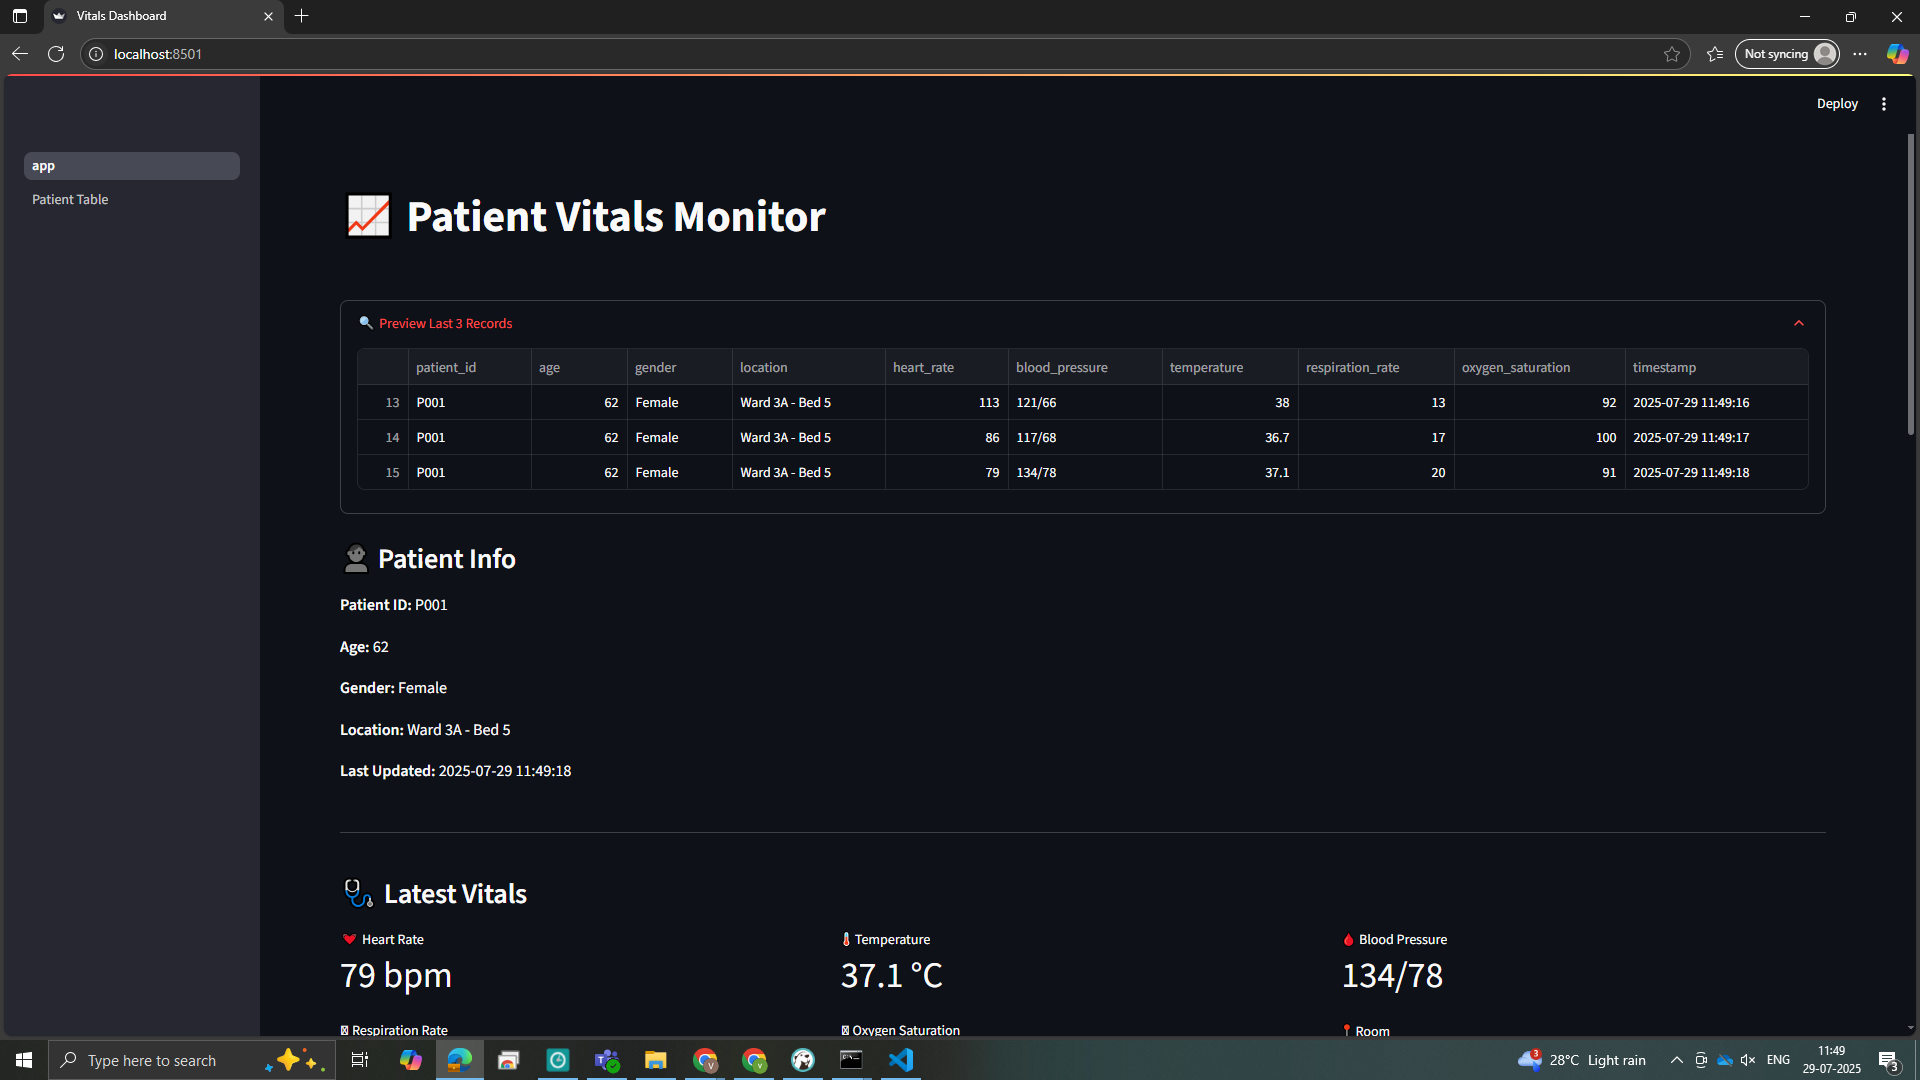 Vitals Dashboard
localhost:8501
Not syncing
Deploy
app
Patient Table
Patient Vitals Monitor
Preview Last 3 Records
patient_id age gender location heart_rate blood_pressure temperature respiration_rate oxygen_saturation timestamp
13 P001 62 Female Ward 3A - Bed 5 113 121/66 38 13 92 2025-07-29 11:49:16
14 P001 62 Female Ward 3A - Bed 5 86 117/68 36.7 17 100 2025-07-29 11:49:17
15 P001 62 Female Ward 3A - Bed 5 79 134/78 37.1 20 91 2025-07-29 11:49:18
Patient Info
Patient ID: P001
Age: 62
Gender: Female
Location: Ward 3A - Bed 5
Last Updated: 2025-07-29 11:49:18
Latest Vitals
Heart Rate Temperature Blood Pressure
79 bpm 37.1 °C 134/78
Respiration Rate Oxygen Saturation Room
Type here to search
3 28°C Light rain ENG 11:49
29-07-2025 3